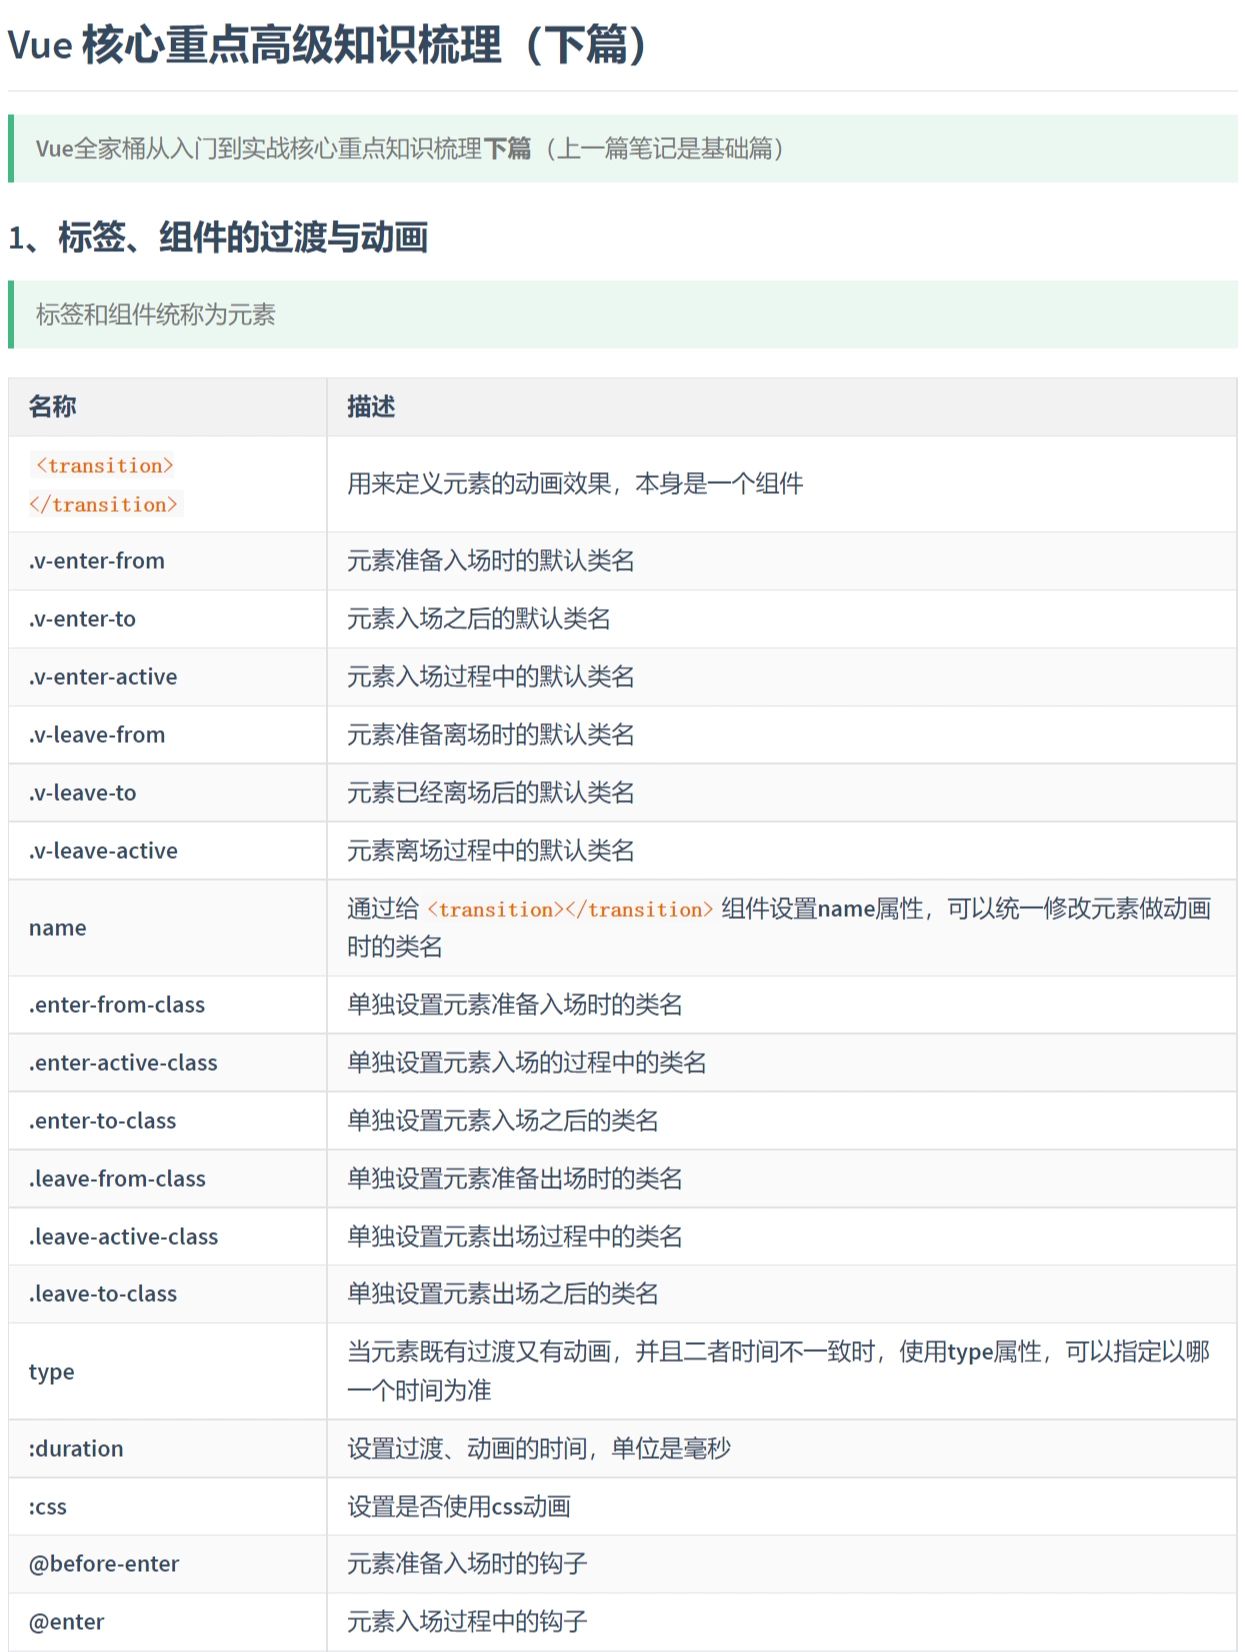 Vue 核心重点高级知识梳理（下篇）
Vue全家桶从入门到实战核心重点知识梳理下篇（上一篇笔记是基础篇）
1、标签、组件的过渡与动画
标签和组件统称为元素
名称 描述
<transition>
</transition>
用来定义元素的动画效果，本身是一个组件
.v-enter-from 元素准备入场时的默认类名
.v-enter-to 元素入场之后的默认类名
.v-enter-active 元素入场过程中的默认类名
.v-leave-from 元素准备离场时的默认类名
.v-leave-to 元素已经离场后的默认类名
.v-leave-active 元素离场过程中的默认类名
name
通过给 <transition></transition> 组件设置name属性，可以统一修改元素做动画
时的类名
.enter-from-class 单独设置元素准备入场时的类名
.enter-active-class 单独设置元素入场的过程中的类名
.enter-to-class 单独设置元素入场之后的类名
.leave-from-class 单独设置元素准备出场时的类名
.leave-active-class 单独设置元素出场过程中的类名
.leave-to-class 单独设置元素出场之后的类名
type
当元素既有过渡又有动画，并且二者时间不一致时，使用type属性，可以指定以哪
一个时间为准
:duration 设置过渡、动画的时间，单位是毫秒
:css 设置是否使用css动画
@before-enter 元素准备入场时的钩子
@enter 元素入场过程中的钩子